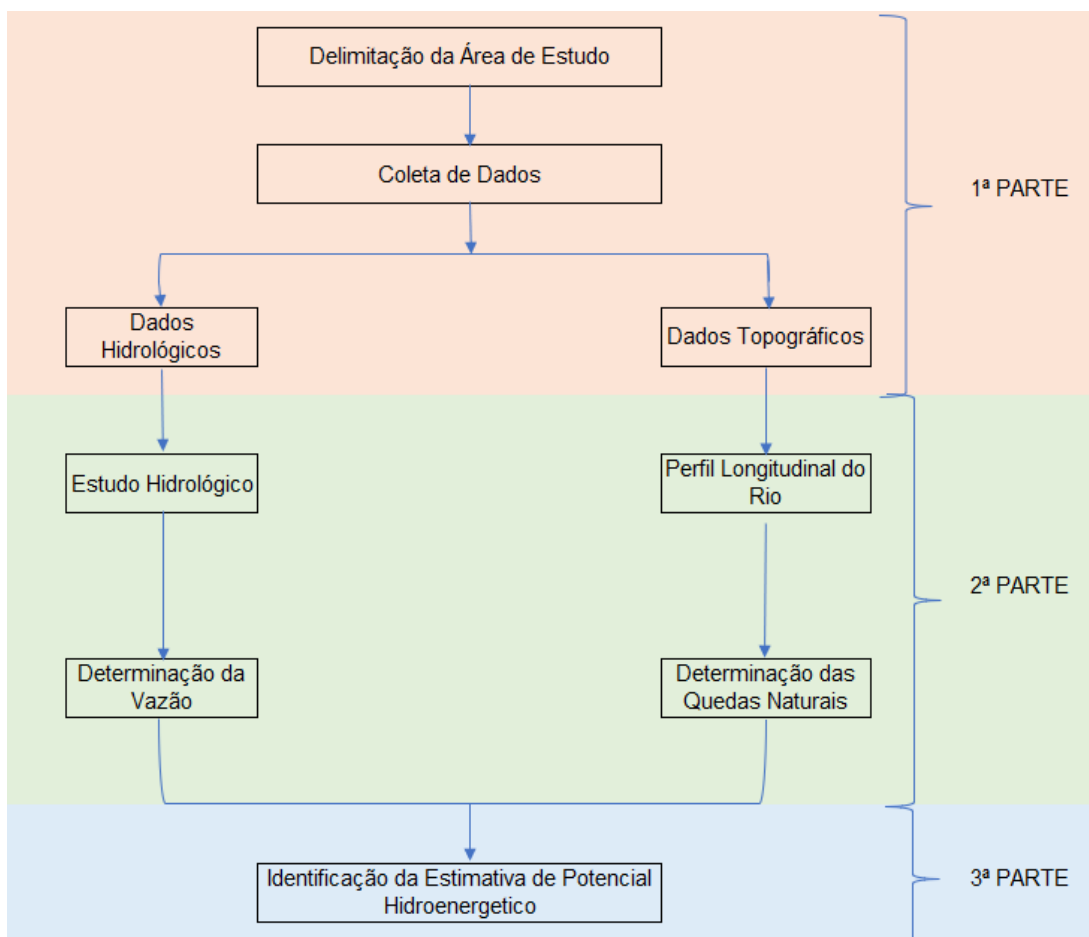 Delimitação da Área de Estudo
Coleta de Dados
1ª PARTE
Dados
Hidrológicos
Dados Topográficos
Estudo Hidrológico
Perfil Longitudinal do
Rio
2ª PARTE
Determinação da
Vazão
Determinação das
Quedas Naturais
Identificação da Estimativa de Potencial
Hidroenergetico
3ª PARTE